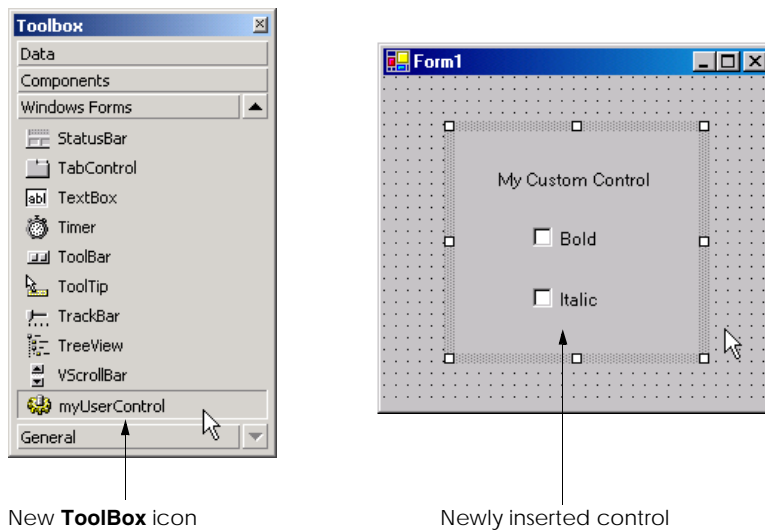 Toolbox
Data
Components
Windows Forms
StatusBar
TabControl
abl TextBox
Timer
ToolBar
ToolTip
TrackBar
TreeView
VScrollBar
myUserControl
General
New ToolBox icon
Form1
My Custom Control
Bold
Italic
Newly inserted control